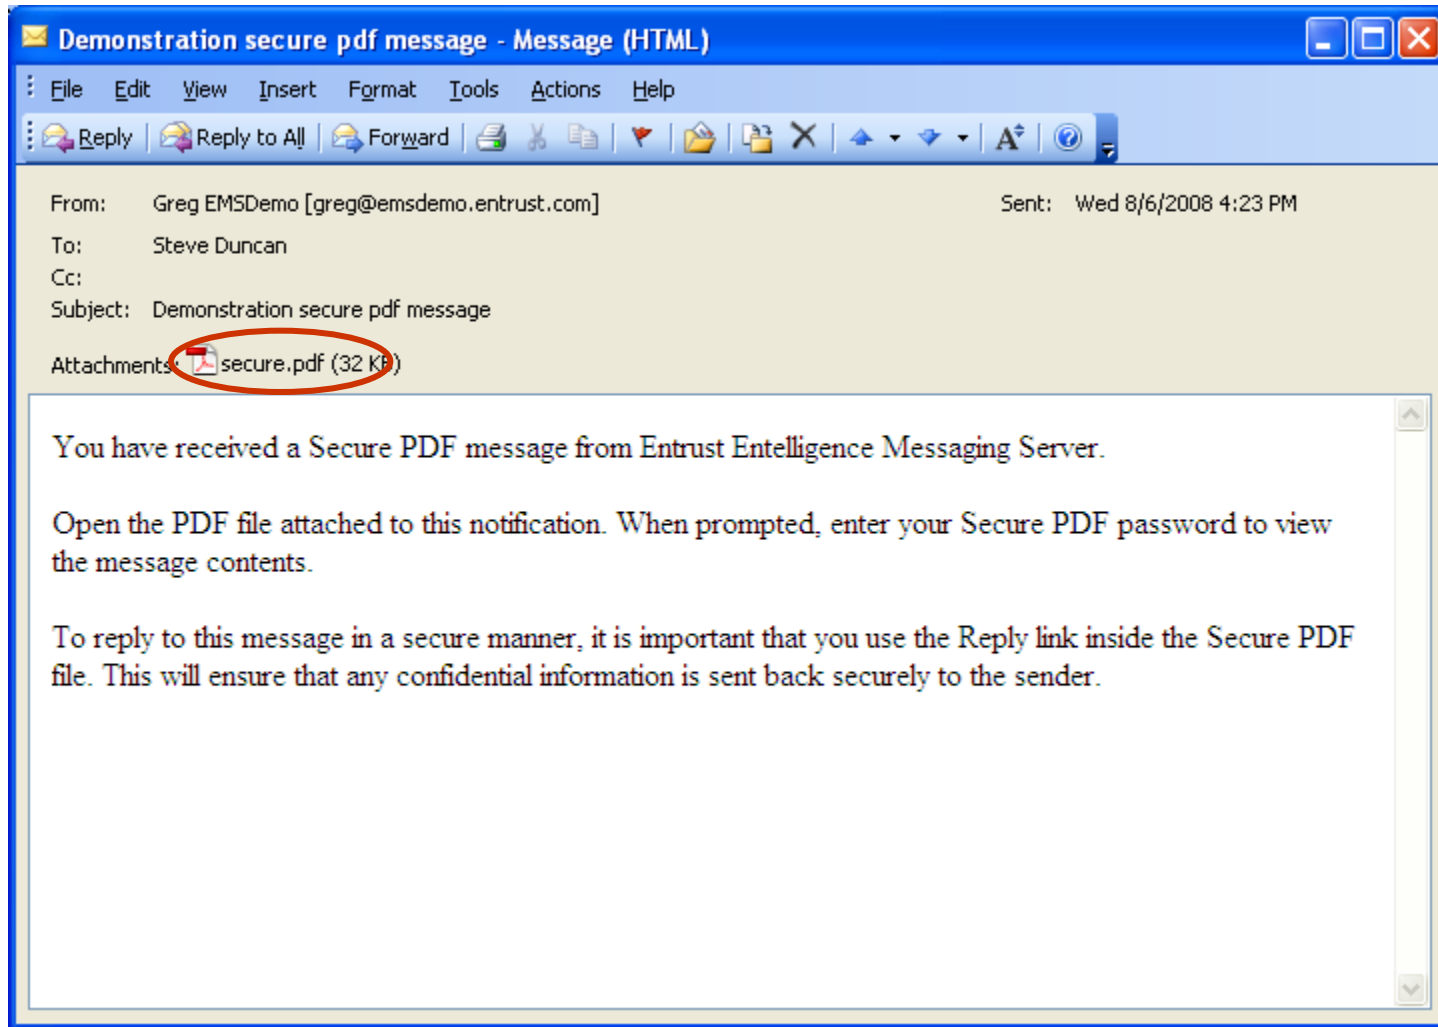 Demonstration secure pdf message - Message (HTML)
File Edit View Insert Format Tools Actions Help
Reply Reply to All Forward
From: Greg EMSDemo [greg@emsdemo.entrust.com] Sent: Wed 8/6/2008 4:23 PM
To: Steve Duncan
Cc:
Subject: Demonstration secure pdf message
Attachments: secure.pdf (32 KB)
You have received a Secure PDF message from Entrust Entelligence Messaging Server.
Open the PDF file attached to this notification. When prompted, enter your Secure PDF password to view
the message contents.
To reply to this message in a secure manner, it is important that you use the Reply link inside the Secure PDF
file. This will ensure that any confidential information is sent back securely to the sender.